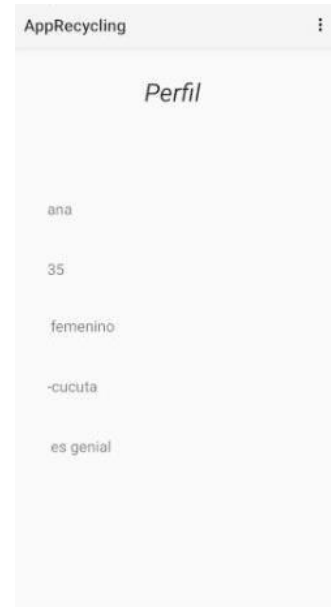 AppRecycling
Perfil
ana
35
femenino
-cucuta
es genial